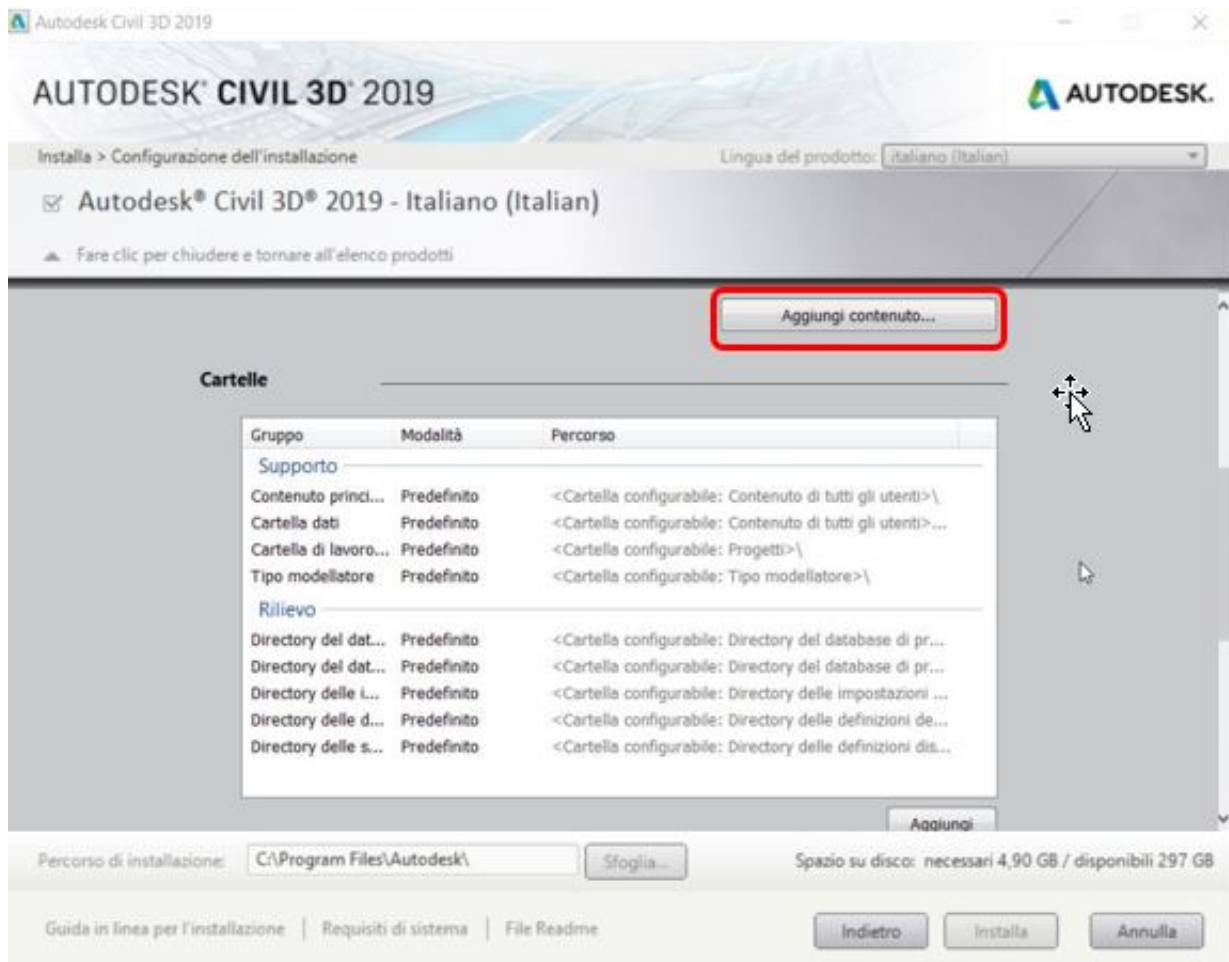 Autodesk Civil 3D 2019
AUTODESK® CIVIL 3D® 2019
AUTODESK.
Installa > Configurazione dell'installazione
Lingua del prodotto: italiano (Italian)
Autodesk® Civil 3D® 2019 - Italiano (Italian)
Fare clic per chiudere e tornare all'elenco prodotti
Aggiungi contenuto...
Cartelle
Gruppo Modalità Percorso
Supporto
Contenuto princi... Predefinito <Cartella configurabile: Contenuto di tutti gli utenti>\
Cartella dati Predefinito <Cartella configurabile: Contenuto di tutti gli utenti>...
Cartella di lavoro... Predefinito <Cartella configurabile: Progetti>\
Tipo modellatore Predefinito <Cartella configurabile: Tipo modellatore>\
Rilievo
Directory del dat... Predefinito <Cartella configurabile: Directory del database di pr...
Directory del dat... Predefinito <Cartella configurabile: Directory del database di pr...
Directory delle i... Predefinito <Cartella configurabile: Directory delle impostazioni ...
Directory delle d... Predefinito <Cartella configurabile: Directory delle definizioni de...
Directory delle s... Predefinito <Cartella configurabile: Directory delle definizioni dis...
Aggiungi
Percorso di installazione: C:\Program Files\Autodesk\ Sfoglia... Spazio su disco: necessari 4,90 GB / disponibili 297 GB
Guida in linea per l'installazione | Requisiti di sistema | File Readme Indietro Installa Annulla